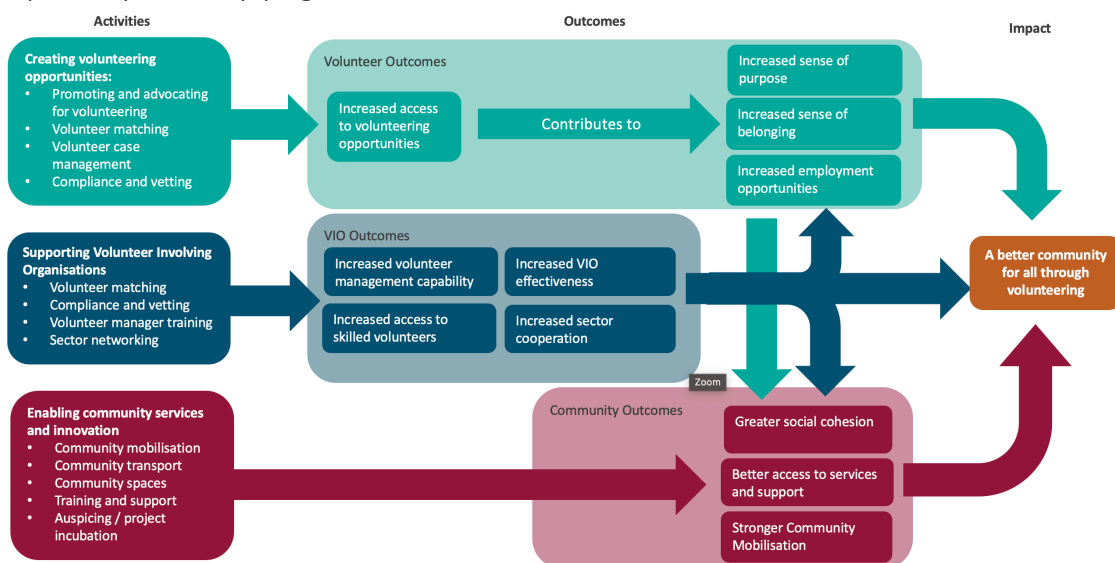 Activities
Outcomes
Impact
Creating volunteering
opportunities:
• Promoting and advocating
for volunteering
• Volunteer matching
• Volunteer case
management
• Compliance and vetting
Volunteer Outcomes
Increased access
to volunteering
opportunities
Contributes to
Increased sense of
purpose
Increased sense of
belonging
Increased employment
opportunities
Supporting Volunteer Involving
Organisations
• Volunteer matching
• Compliance and vetting
• Volunteer manager training
• Sector networking
VIO Outcomes
Increased volunteer
management capability
Increased VIO
effectiveness
Increased access to
skilled volunteers
Increased sector
cooperation
A better community
for all through
volunteering
Zoom
Enabling community services
and innovation
• Community mobilisation
• Community transport
• Community spaces
• Training and support
• Auspicing / project
incubation
Community Outcomes
Greater social cohesion
Better access to services
and support
Stronger Community
Mobilisation